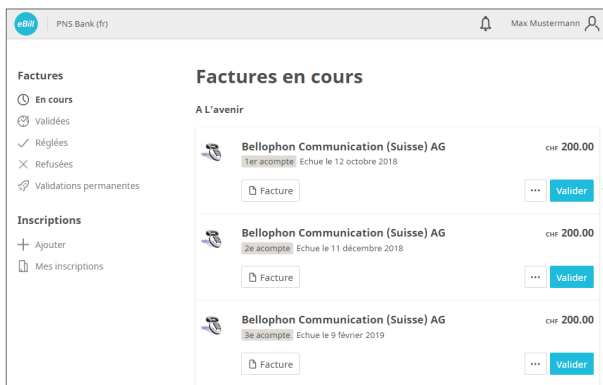 eBill PNS Bank (fr) Max Mustermann
Factures
En cours
Validées
Réglées
Refusées
Validations permanentes
Inscriptions
Ajouter
Mes inscriptions
Factures en cours
A L'avenir
Bellophon Communication (Suisse) AG CHF 200.00
1er acompte Echue le 12 octobre 2018
Facture ... Valider
Bellophon Communication (Suisse) AG CHF 200.00
2e acompte Echue le 11 décembre 2018
Facture ... Valider
Bellophon Communication (Suisse) AG CHF 200.00
3e acompte Echue le 9 février 2019
Facture ... Valider